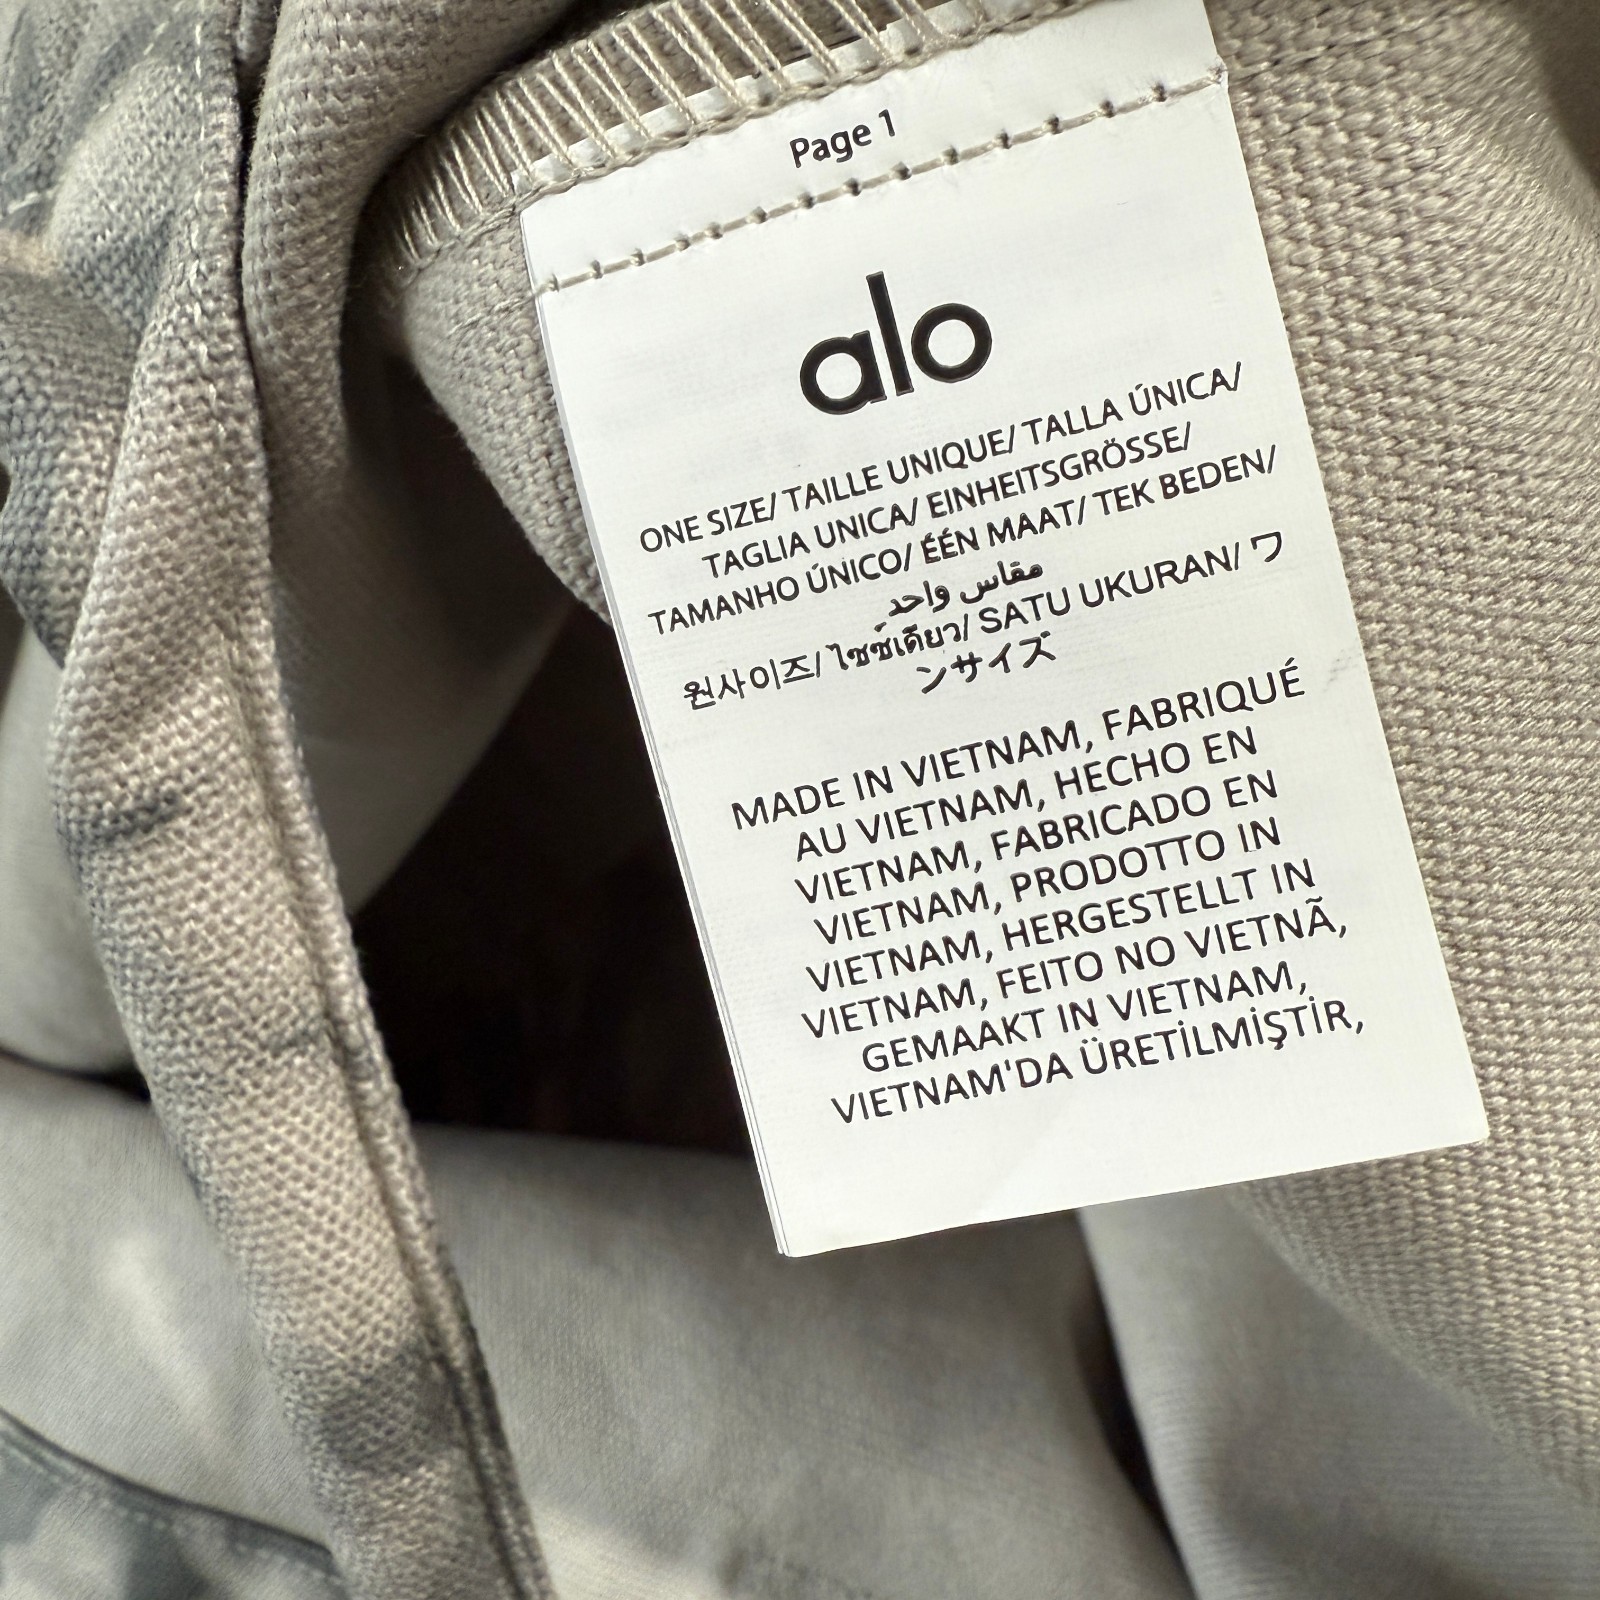 Page 1
alo
ONE SIZE/ TAILLE UNIQUE/ TALLA ÚNICA/
TAGLIA UNICA/ EINHEITSGRÖSSE/
TAMANHO ÚNICO/ ÉÉN MAAT/ TEK BEDEN/
مقاس واحد
원사이즈/ ไซซ์เดียว/ SATU UKURAN/ ワ
ンサイズ
MADE IN VIETNAM, FABRIQUÉ
AU VIETNAM, HECHO EN
VIETNAM, FABRICADO EN
VIETNAM, PRODOTTO IN
VIETNAM, HERGESTELLT IN
VIETNAM, FEITO NO VIETNÃ,
GEMAAKT IN VIETNAM,
VIETNAM'DA ÜRETİLMİŞTİR,